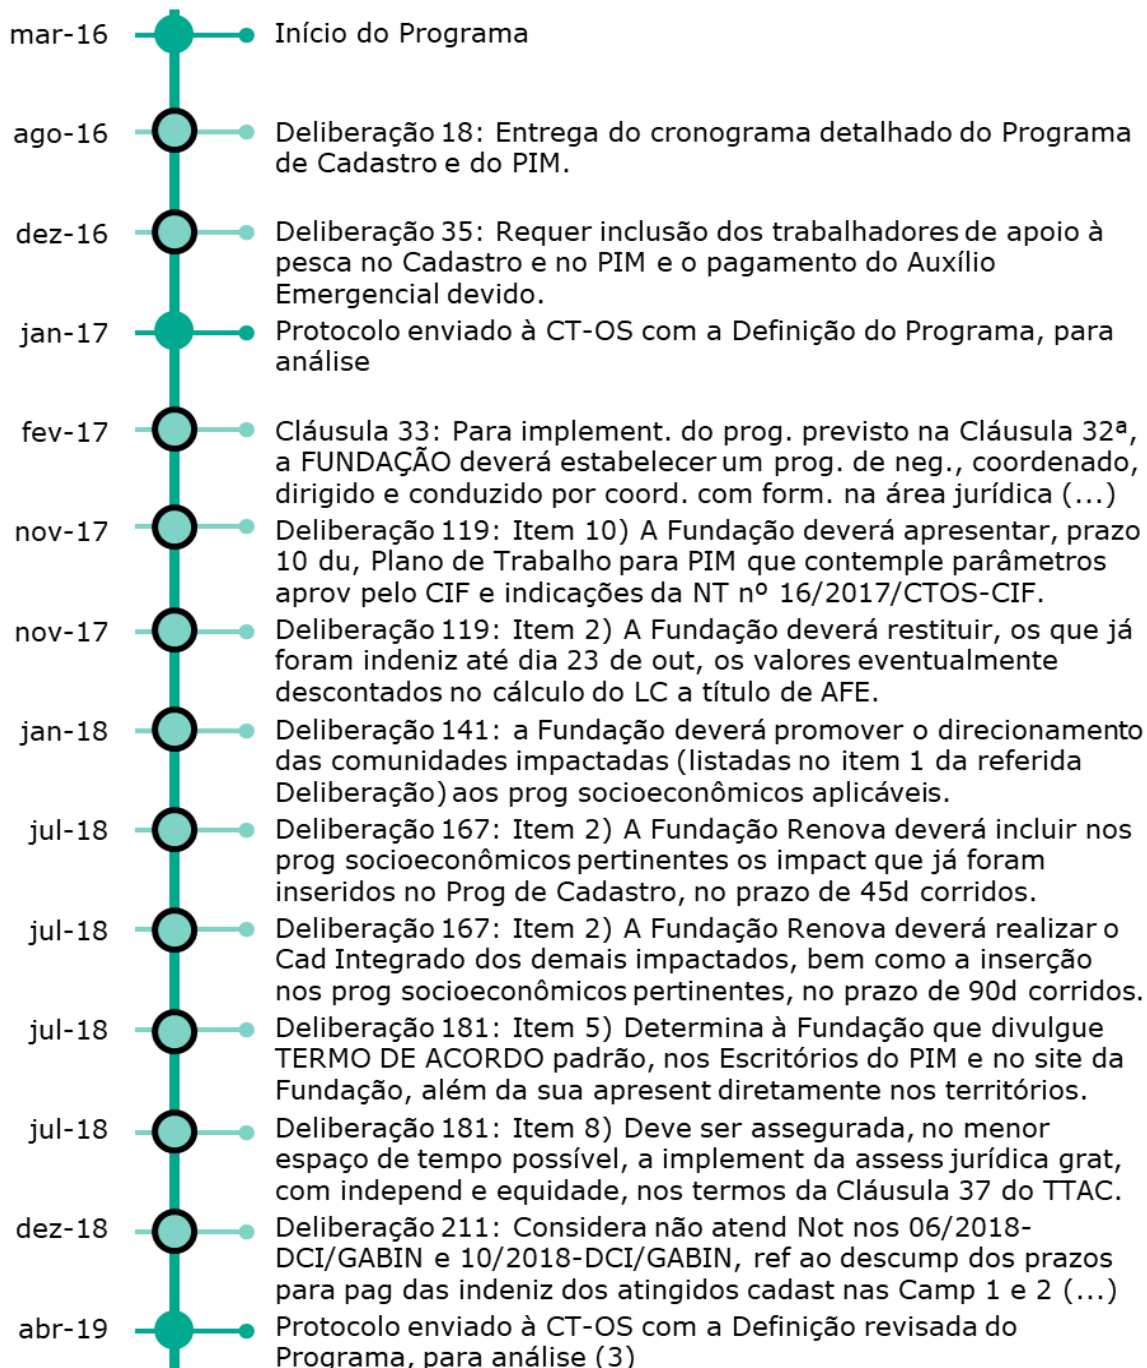 mar-16 Início do Programa
ago-16 Deliberação 18: Entrega do cronograma detalhado do Programa
de Cadastro e do PIM.
dez-16 Deliberação 35: Requer inclusão dos trabalhadores de apoio à
pesca no Cadastro e no PIM e o pagamento do Auxílio
Emergencial devido.
jan-17 Protocolo enviado à CT-OS com a Definição do Programa, para
análise
fev-17 Cláusula 33: Para implement. do prog. previsto na Cláusula 32ª,
a FUNDAÇÃO deverá estabelecer um prog. de neg., coordenado,
dirigido e conduzido por coord. com form. na área jurídica (...)
nov-17 Deliberação 119: Item 10) A Fundação deverá apresentar, prazo
10 du, Plano de Trabalho para PIM que contemple parâmetros
aprov pelo CIF e indicações da NT nº 16/2017/CTOS-CIF.
nov-17 Deliberação 119: Item 2) A Fundação deverá restituir, os que já
foram indeniz até dia 23 de out, os valores eventualmente
descontados no cálculo do LC a título de AFE.
jan-18 Deliberação 141: a Fundação deverá promover o direcionamento
das comunidades impactadas (listadas no item 1 da referida
Deliberação) aos prog socioeconômicos aplicáveis.
jul-18 Deliberação 167: Item 2) A Fundação Renova deverá incluir nos
prog socioeconômicos pertinentes os impact que já foram
inseridos no Prog de Cadastro, no prazo de 45d corridos.
jul-18 Deliberação 167: Item 2) A Fundação Renova deverá realizar o
Cad Integrado dos demais impactados, bem como a inserção
nos prog socioeconômicos pertinentes, no prazo de 90d corridos.
jul-18 Deliberação 181: Item 5) Determina à Fundação que divulgue
TERMO DE ACORDO padrão, nos Escritórios do PIM e no site da
Fundação, além da sua apresent diretamente nos territórios.
jul-18 Deliberação 181: Item 8) Deve ser assegurada, no menor
espaço de tempo possível, a implement da assess jurídica grat,
com independ e equidade, nos termos da Cláusula 37 do TTAC.
dez-18 Deliberação 211: Considera não atend Not nos 06/2018-
DCI/GABIN e 10/2018-DCI/GABIN, ref ao descump dos prazos
para pag das indeniz dos atingidos cadast nas Camp 1 e 2 (...)
abr-19 Protocolo enviado à CT-OS com a Definição revisada do
Programa, para análise (3)